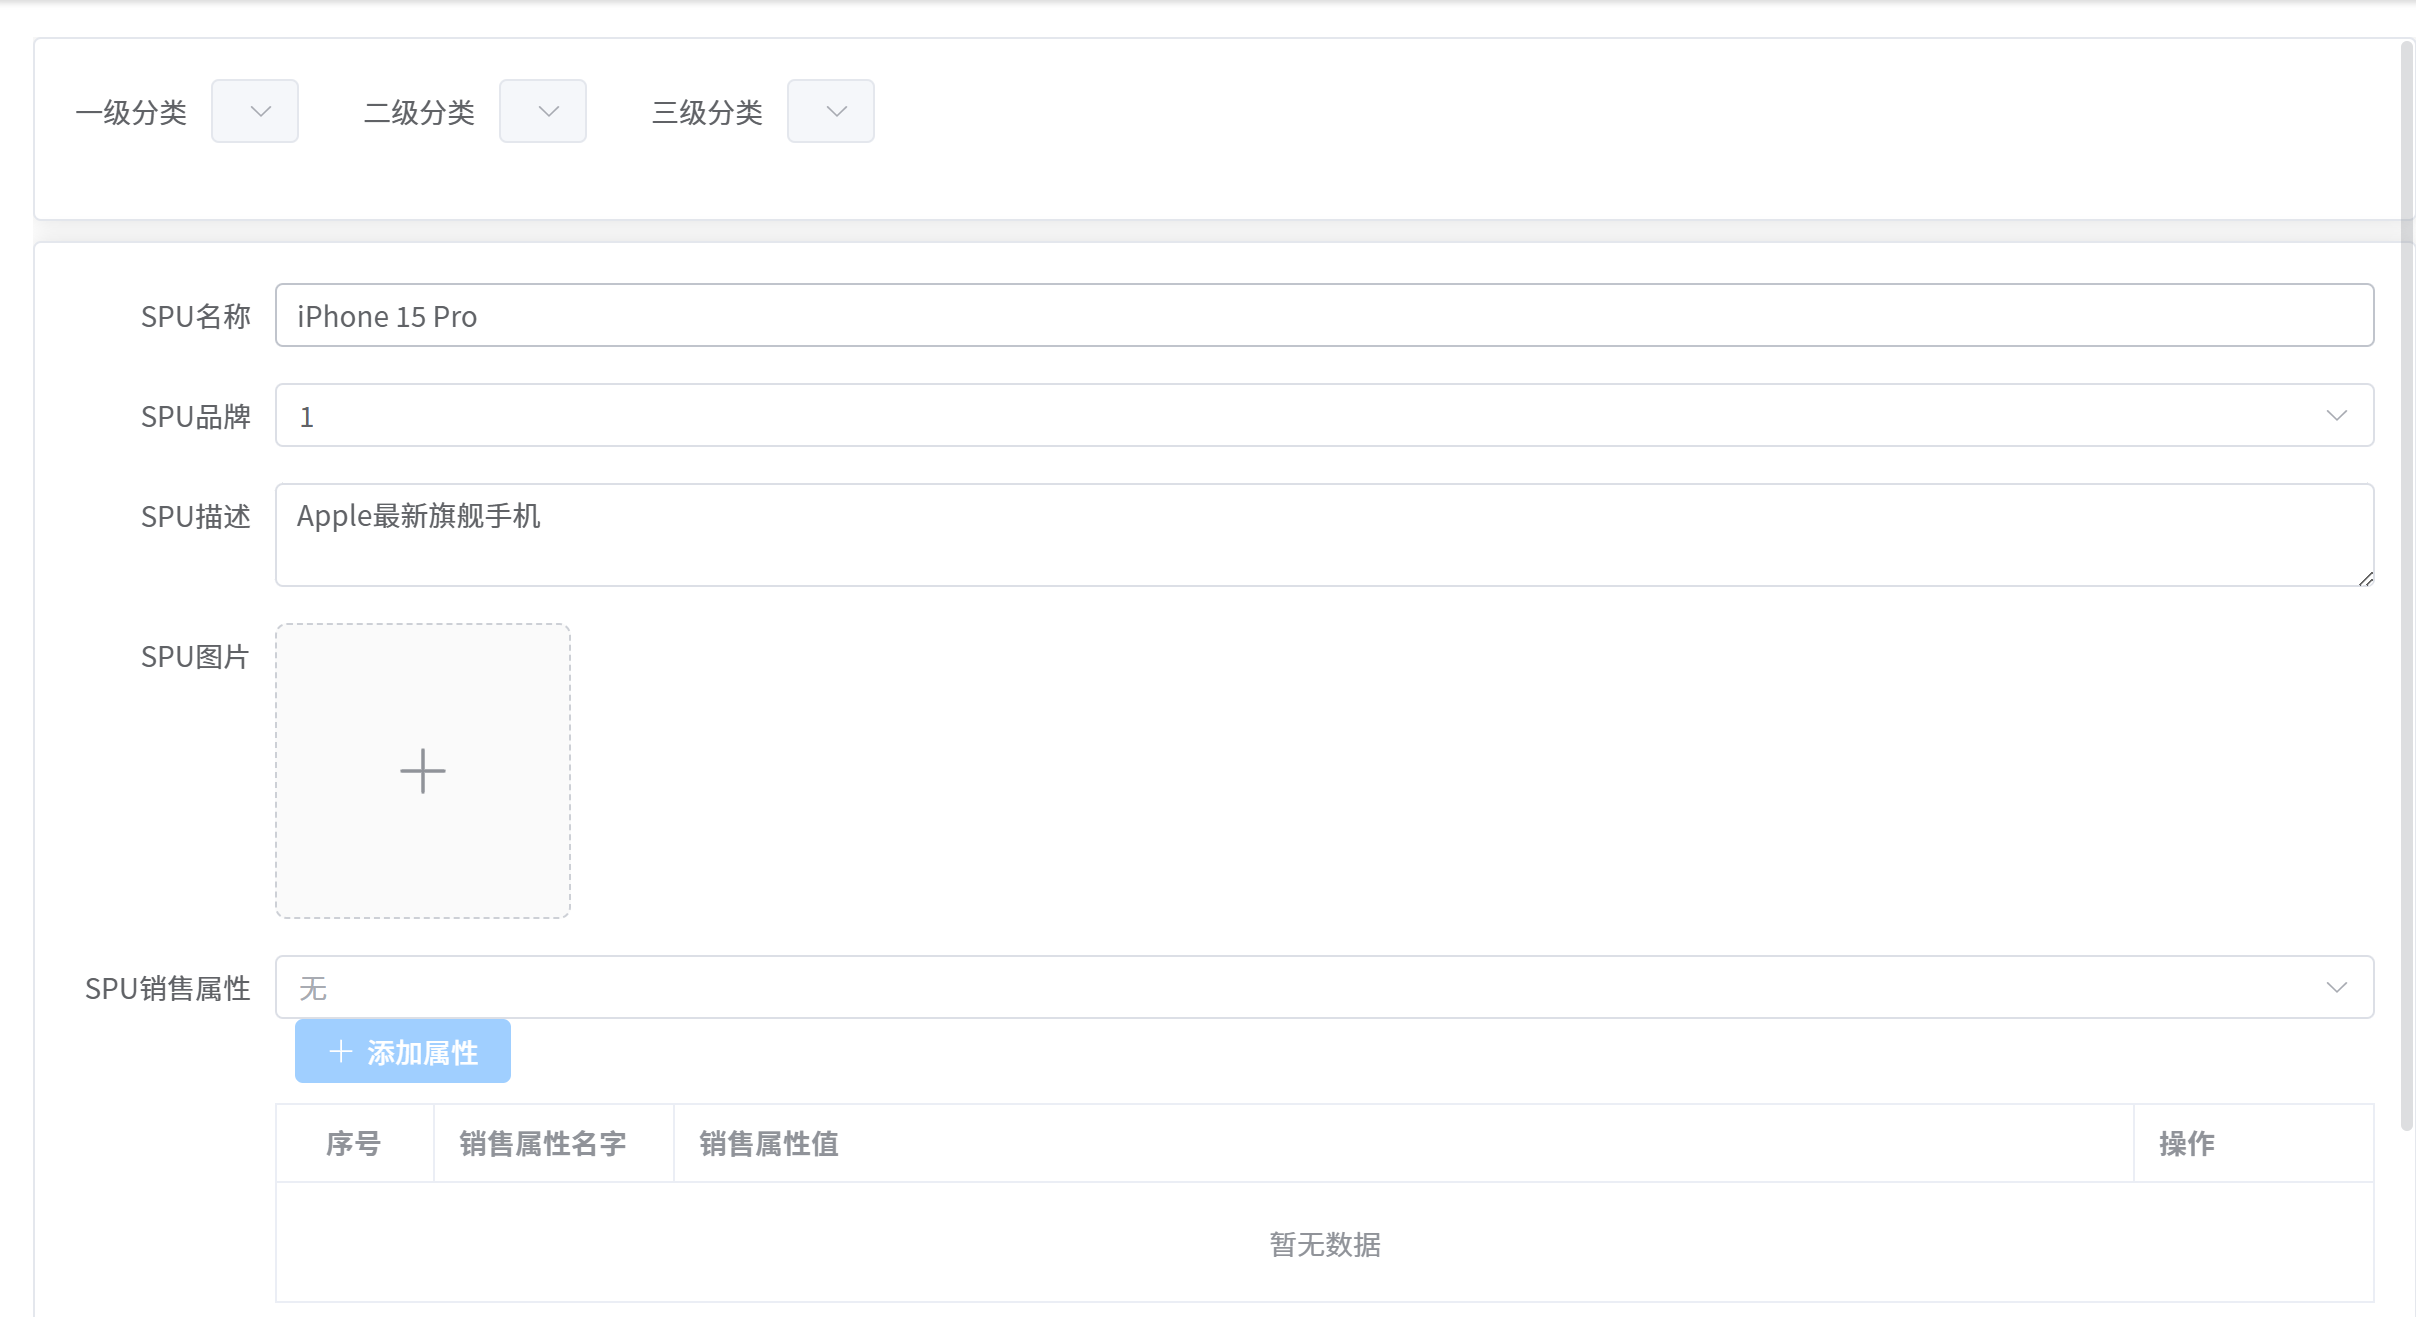 一级分类 二级分类 三级分类
SPU名称 iPhone 15 Pro
SPU品牌 1
SPU描述 Apple最新旗舰手机
SPU图片
SPU销售属性 无
添加属性
序号 销售属性名字 销售属性值 操作
暂无数据